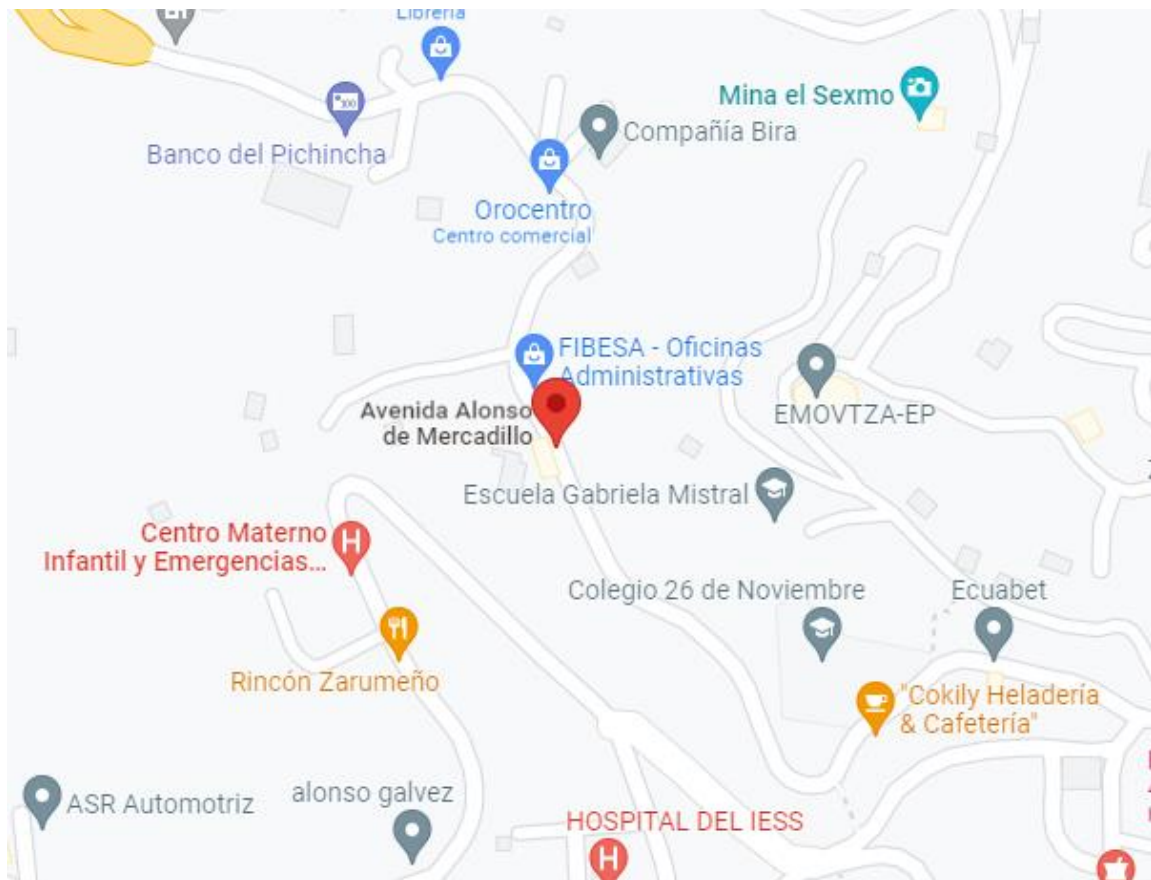 Librería
Mina el Sexmo
Compañía Bira
Banco del Pichincha
Orocentro
Centro comercial
FIBESA - Oficinas
Administrativas
Avenida Alonso
de Mercadillo
EMOVTZA-EP
Escuela Gabriela Mistral
Centro Materno
Infantil y Emergencias...
Colegio 26 de Noviembre
Ecuabet
Rincón Zarumeño
"Cokily Heladería
& Cafetería"
ASR Automotriz
alonso galvez
HOSPITAL DEL IESS